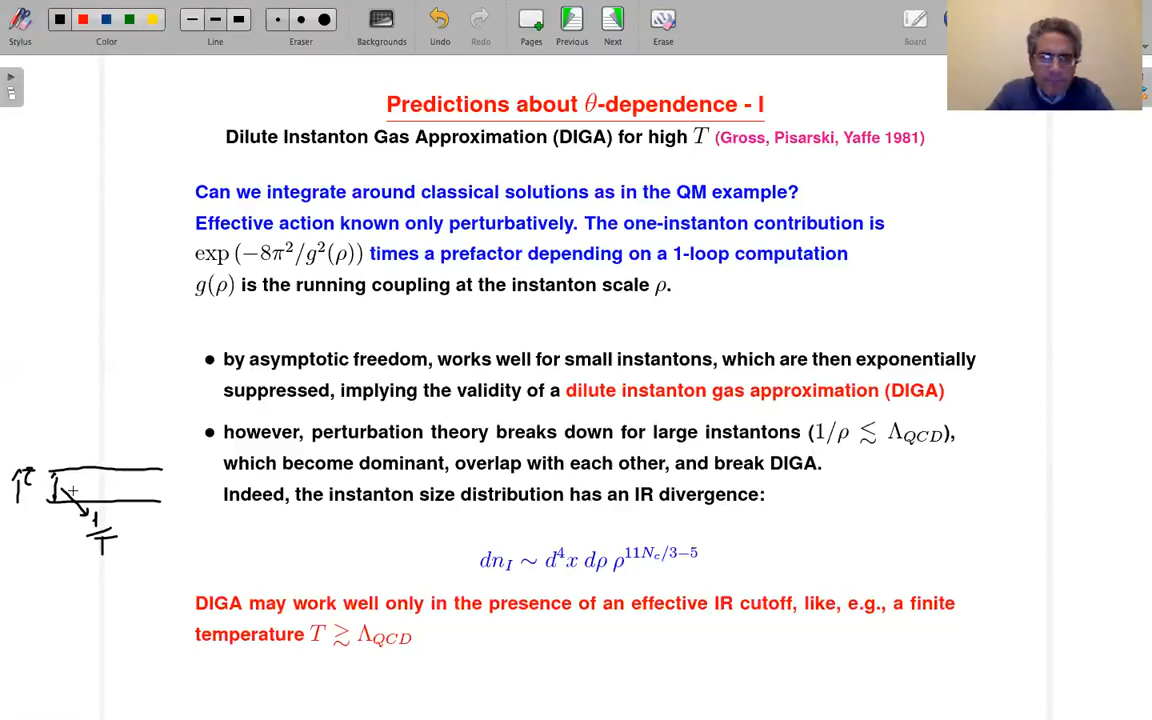 Stylus Color Line Eraser Backgrounds Undo Redo Pages Previous Next Erase Board
Predictions about θ-dependence - I
Dilute Instanton Gas Approximation (DIGA) for high T (Gross, Pisarski, Yaffe 1981)
Can we integrate around classical solutions as in the QM example?
Effective action known only perturbatively. The one-instanton contribution is
exp (−8π²/g²(ρ)) times a prefactor depending on a 1-loop computation
g(ρ) is the running coupling at the instanton scale ρ.
● by asymptotic freedom, works well for small instantons, which are then exponentially
suppressed, implying the validity of a dilute instanton gas approximation (DIGA)
● however, perturbation theory breaks down for large instantons (1/ρ ≲ Λ_QCD),
which become dominant, overlap with each other, and break DIGA.
Indeed, the instanton size distribution has an IR divergence:
τ
1/T
dn_I ∼ d⁴x dρ ρ^{11N_c/3−5}
DIGA may work well only in the presence of an effective IR cutoff, like, e.g., a finite
temperature T ≳ Λ_QCD